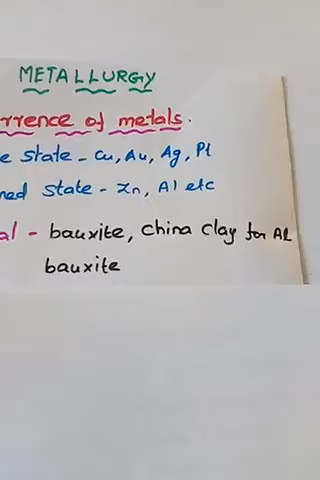 METALLURGY
rrence of metals.
e state - Cu, Au, Ag, Pt
ned state - Zn, Al etc
al - bauxite, china clay for Al
bauxite